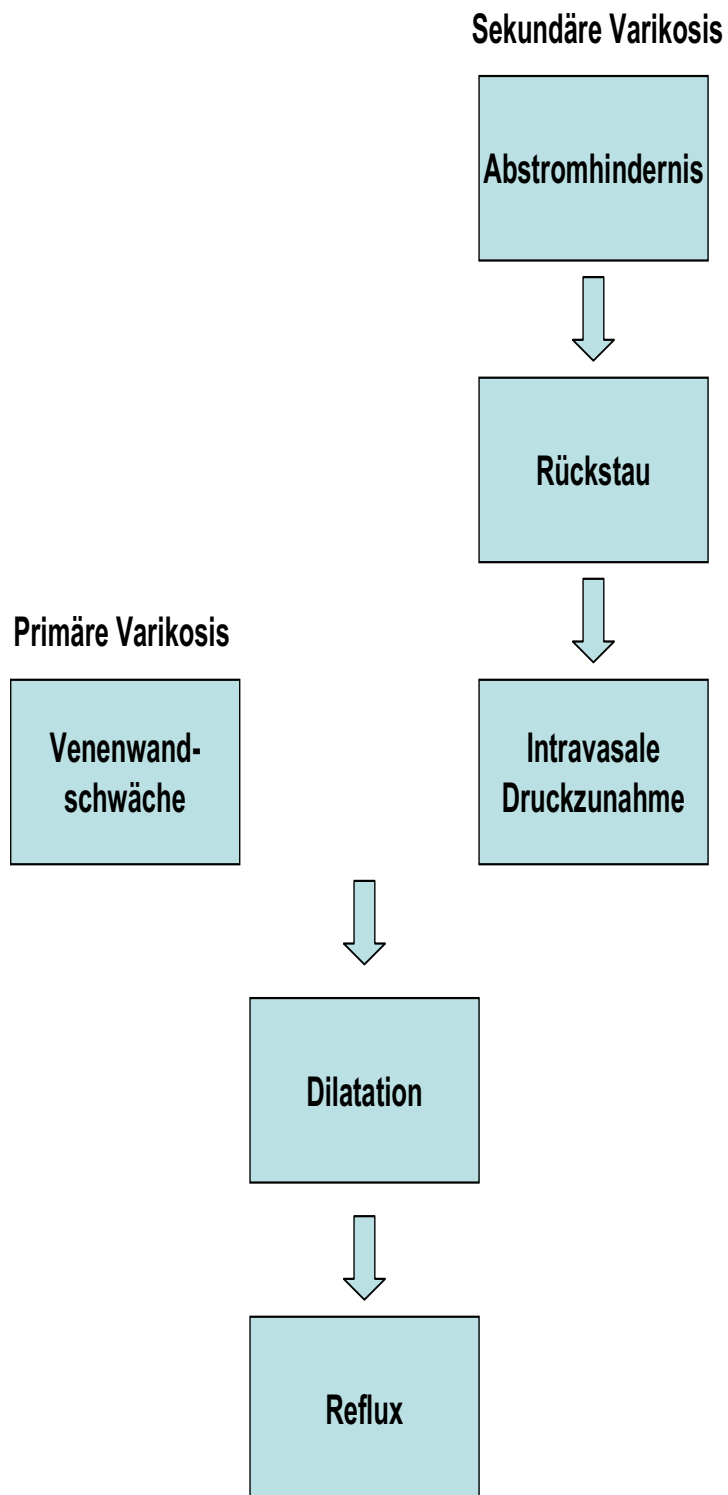 Sekundäre Varikosis
Abstromhindernis
Rückstau
Primäre Varikosis
Venenwand-
schwäche
Intravasale
Druckzunahme
Dilatation
Reflux